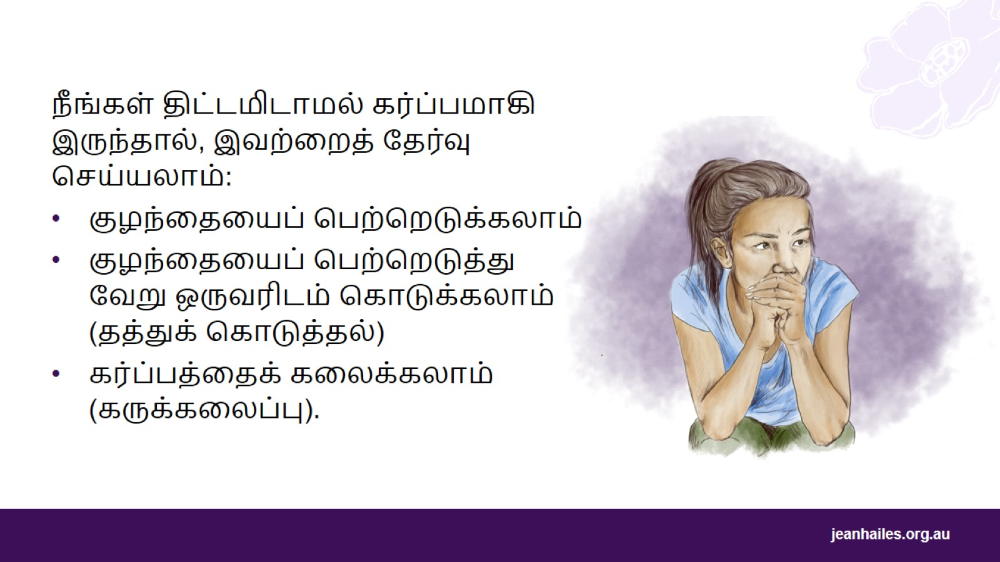 நீங்கள் திட்டமிடாமல் கர்ப்பமாகி
இருந்தால், இவற்றைத் தேர்வு
செய்யலாம்:
• குழந்தையைப் பெற்றெடுக்கலாம்
• குழந்தையைப் பெற்றெடுத்து
வேறு ஒருவரிடம் கொடுக்கலாம்
(தத்துக் கொடுத்தல்)
• கர்ப்பத்தைக் கலைக்கலாம்
(கருக்கலைப்பு).
jeanhailes.org.au